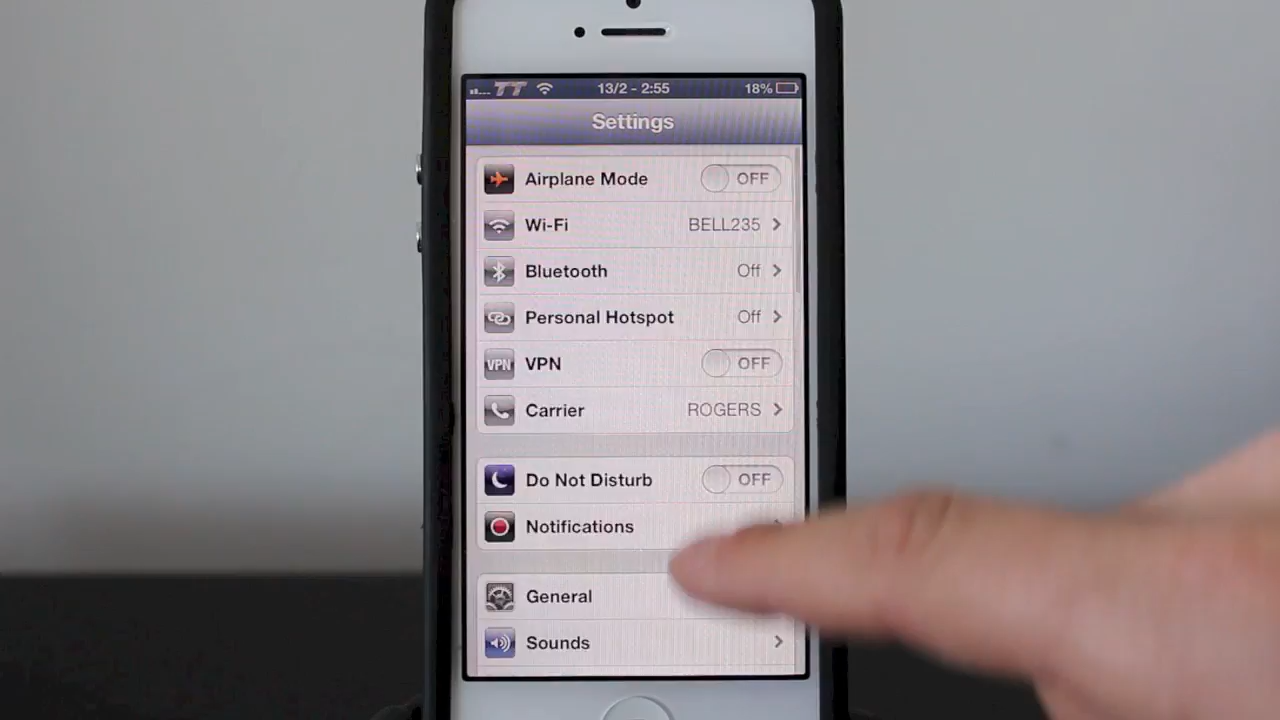 TT 13/2 - 2:55 18%
Settings
Airplane Mode OFF
Wi-Fi BELL235
Bluetooth Off
Personal Hotspot Off
VPN VPN OFF
Carrier ROGERS
Do Not Disturb OFF
Notifications
General
Sounds